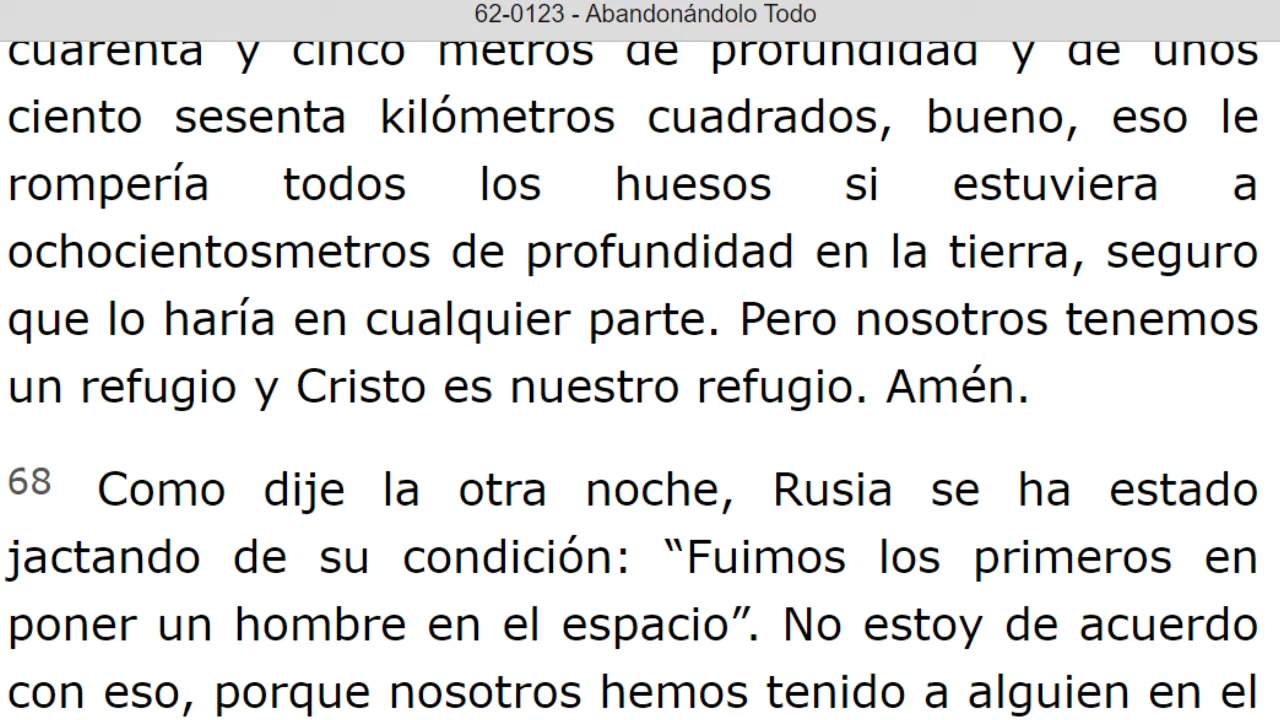 62-0123 - Abandonándolo Todo
cuarenta y cinco metros de profundidad y de unos
ciento sesenta kilómetros cuadrados, bueno, eso le
rompería todos los huesos si estuviera a
ochocientosmetros de profundidad en la tierra, seguro
que lo haría en cualquier parte. Pero nosotros tenemos
un refugio y Cristo es nuestro refugio. Amén.
68 Como dije la otra noche, Rusia se ha estado
jactando de su condición: “Fuimos los primeros en
poner un hombre en el espacio”. No estoy de acuerdo
con eso, porque nosotros hemos tenido a alguien en el